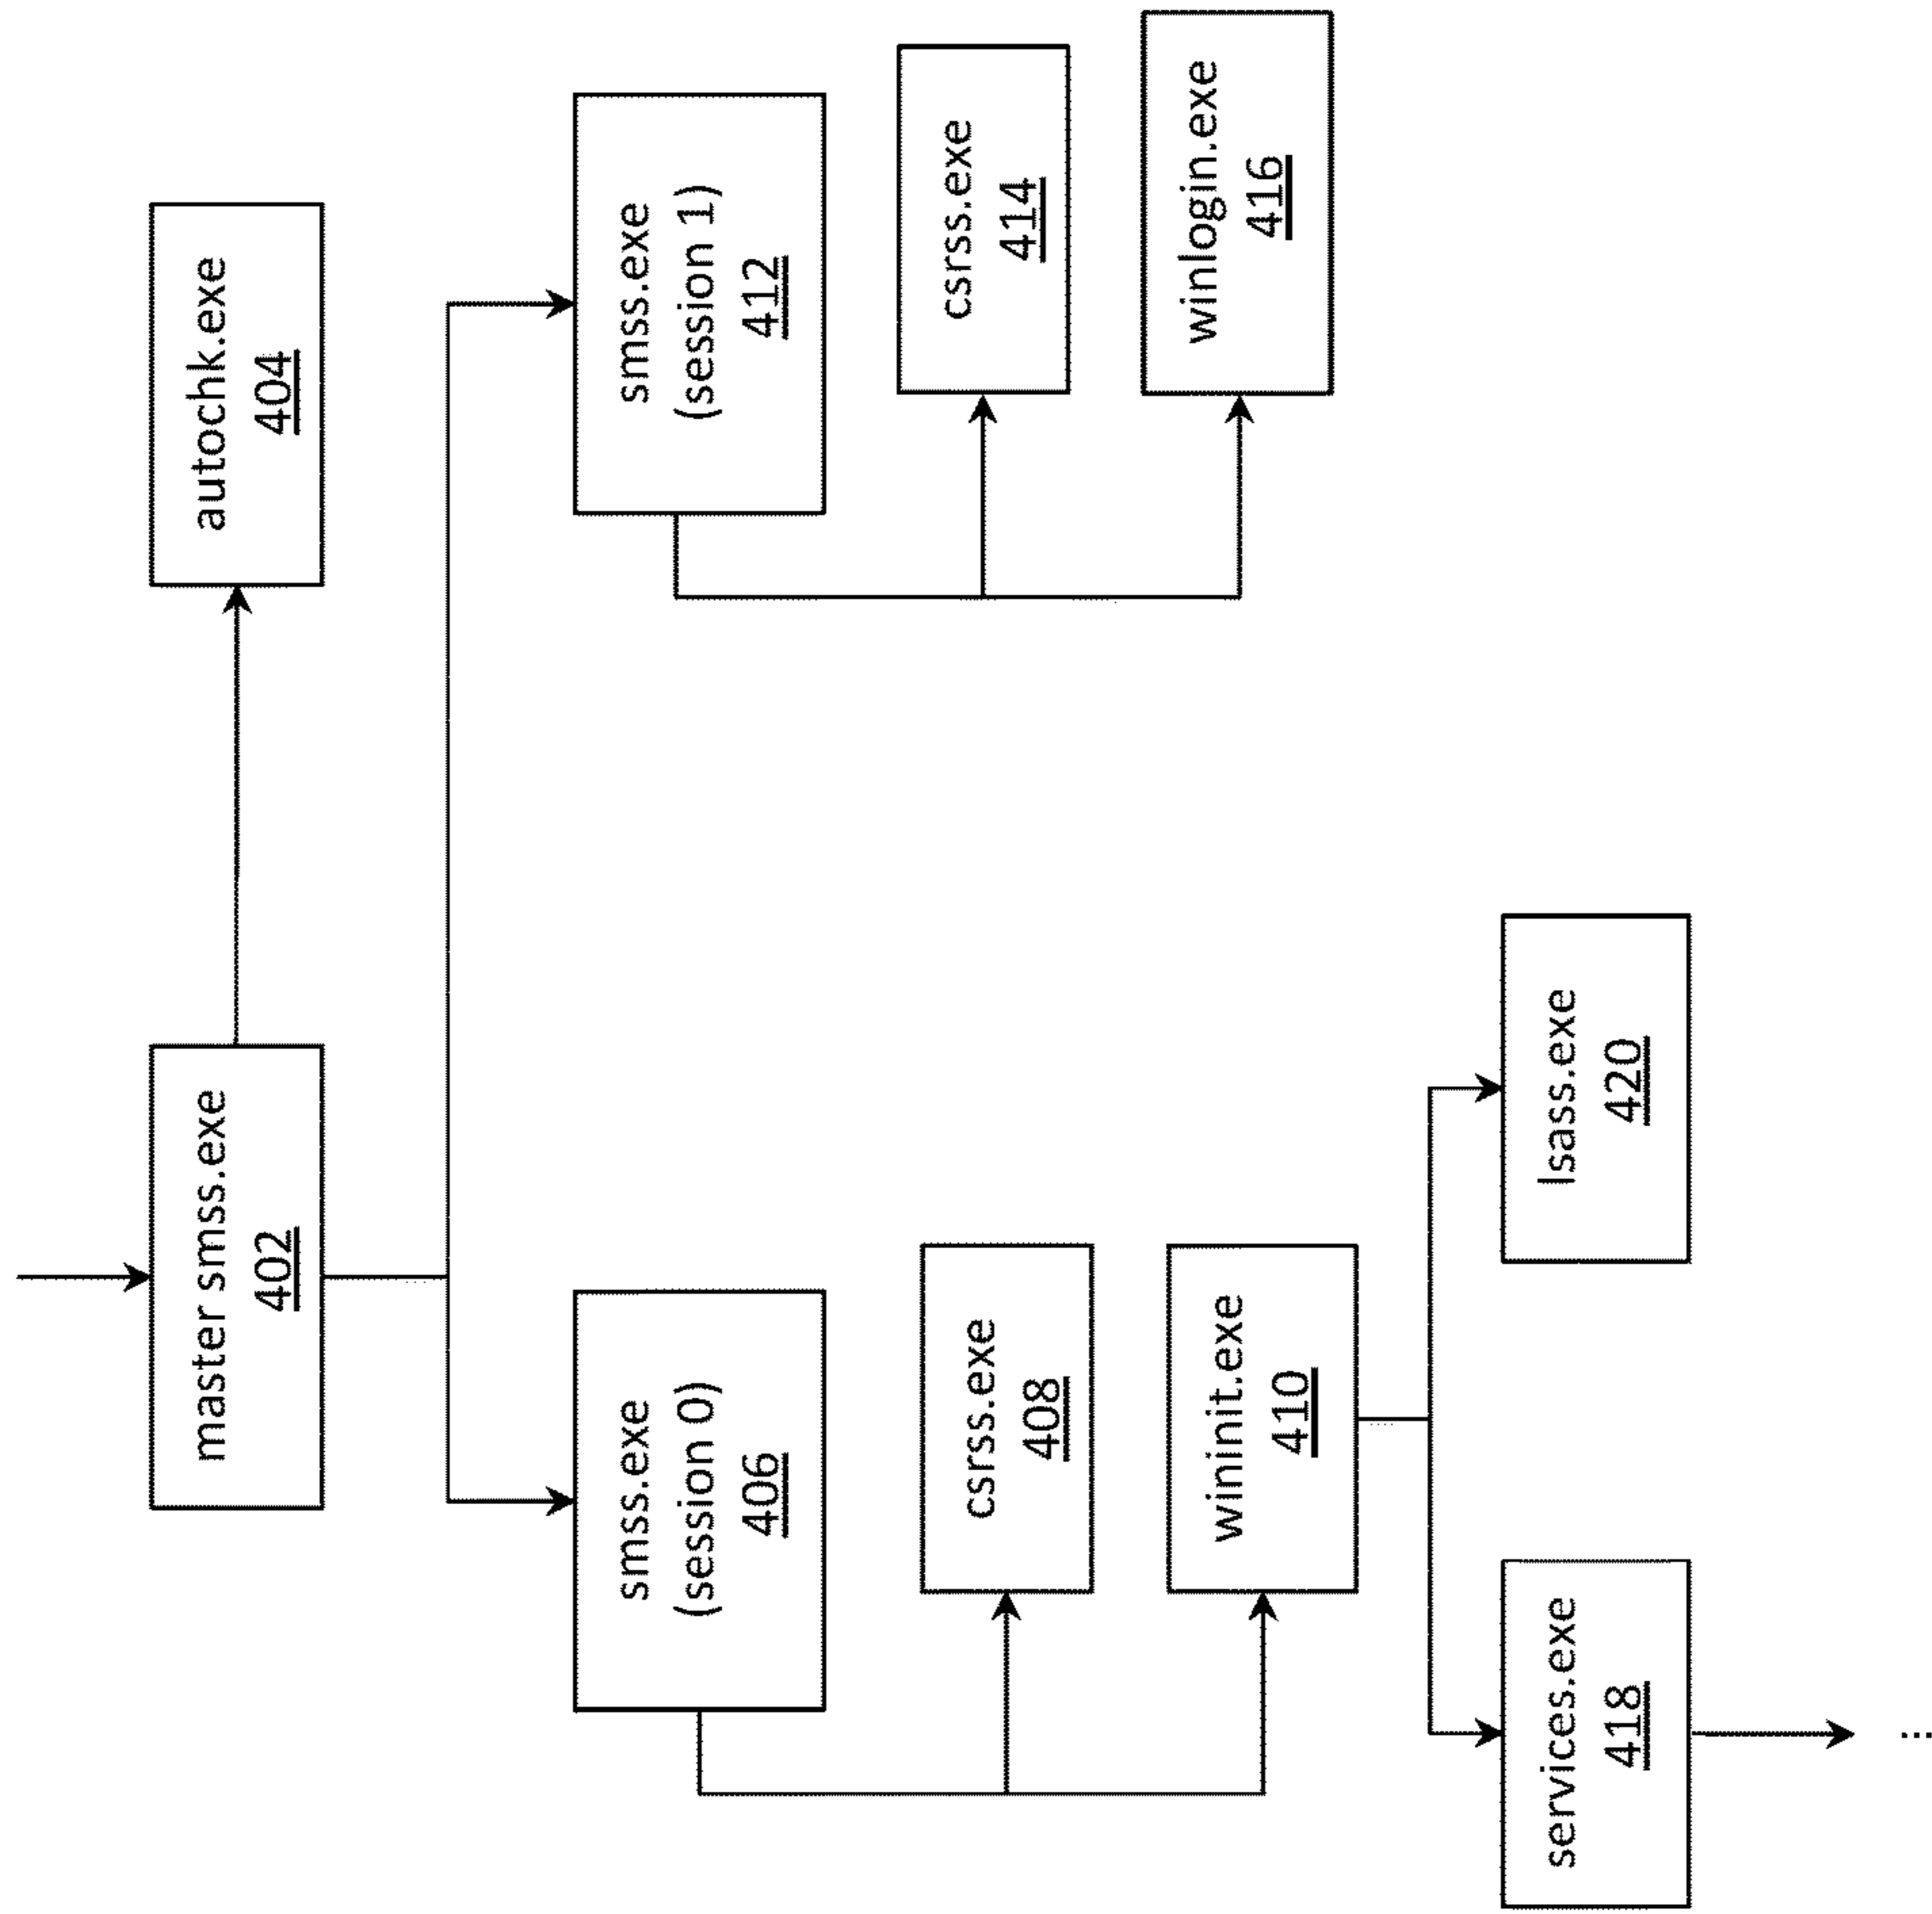 master smss.exe
402
autochk.exe
404
smss.exe
(session 0)
406
smss.exe
(session 1)
412
csrss.exe
408
csrss.exe
414
wininit.exe
410
winlogin.exe
416
services.exe
418
lsass.exe
420
...